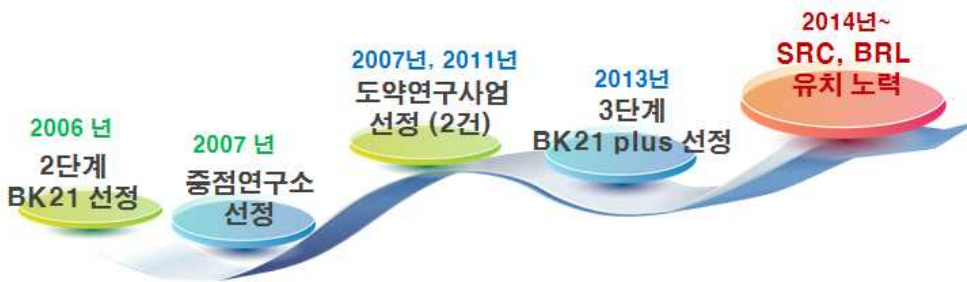 2006 년
2단계
BK21 선정
2007 년
중점연구소
선정
2007년, 2011년
도약연구사업
선정 (2건)
2013년
3단계
BK21 plus 선정
2014년~
SRC, BRL
유치 노력